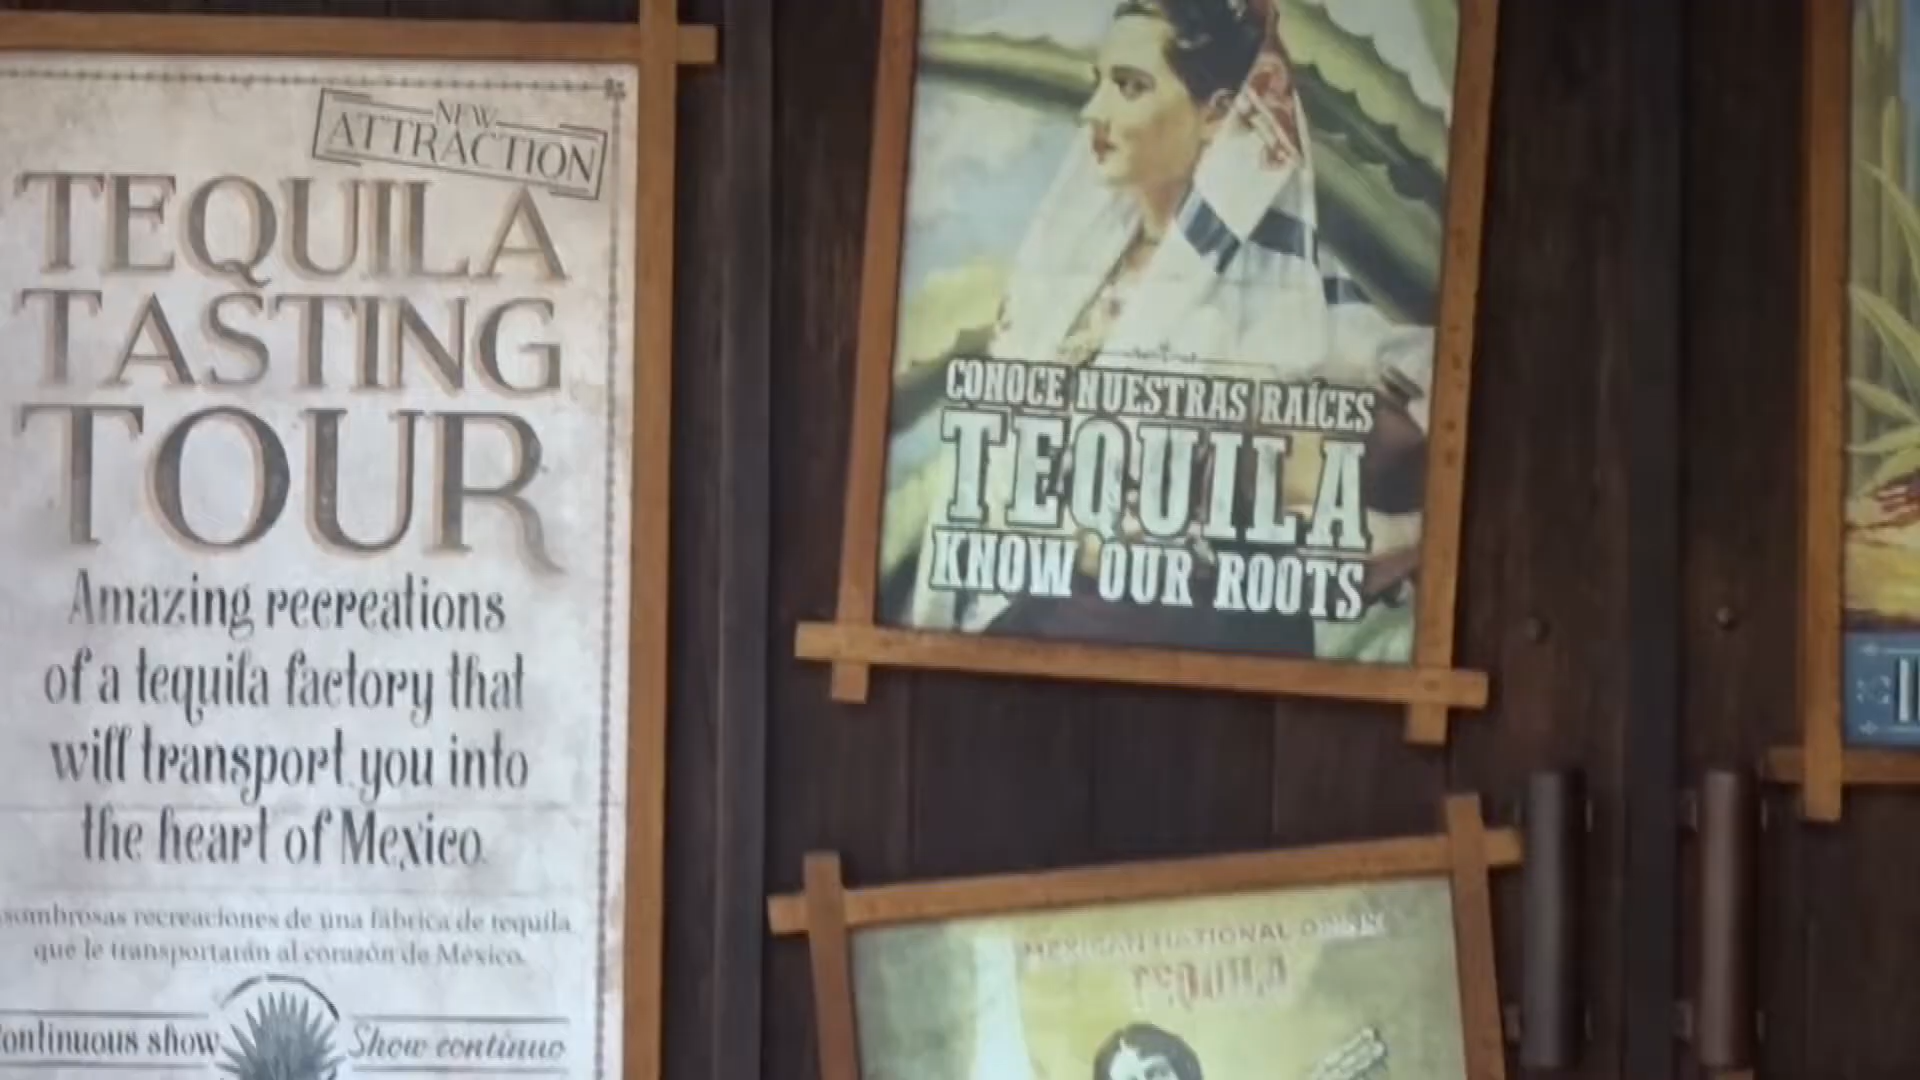 NEW
ATTRACTION
TEQUILA
TASTING
TOUR
Amazing recreations
of a tequila factory that
will transport you into
the heart of Mexico
recreaciones de una fábrica de tequila
que le transportarán al corazón de México.
show
Show continuo
CONOCE NUESTRAS RAÍCES
TEQUILA
KNOW OUR ROOTS
MEXICAN NATIONAL
TEQUILA